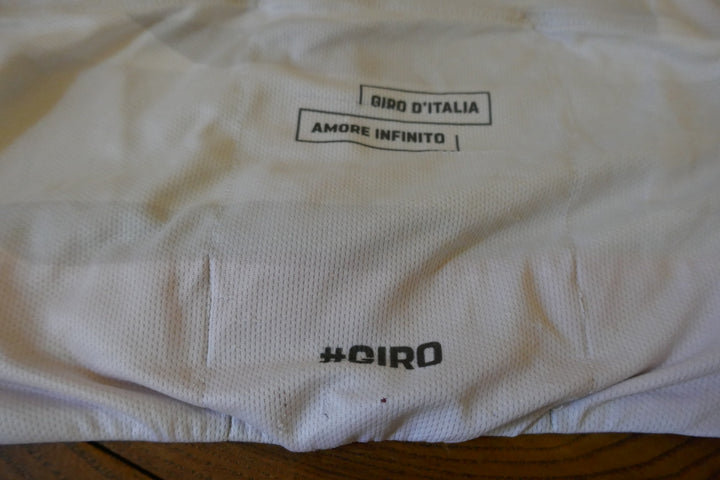 GIRO D'ITALIA
AMORE INFINITO
#GIRO